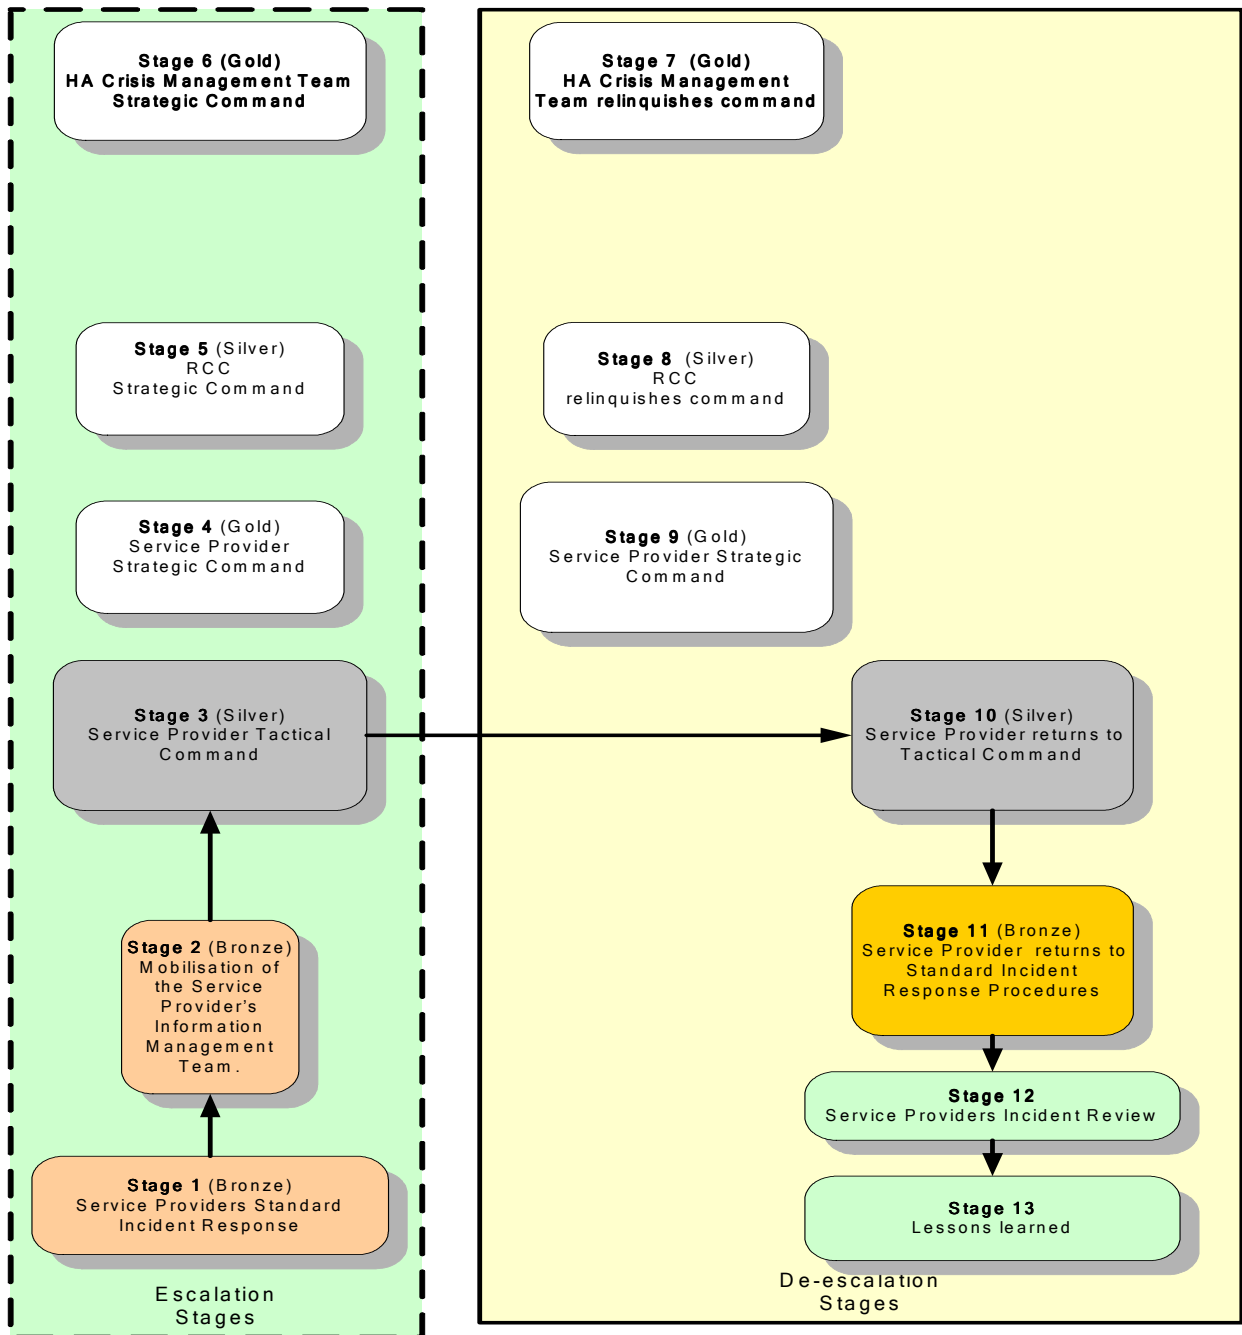 Stage 6 (Gold)
HA Crisis Management Team
Strategic Command
Stage 5 (Silver)
RCC
Strategic Command
Stage 4 (Gold)
Service Provider
Strategic Command
Stage 3 (Silver)
Service Provider Tactical
Command
Stage 2 (Bronze)
Mobilisation of
the Service
Provider's
Information
Management
Team.
Stage 1 (Bronze)
Service Providers Standard
Incident Response
Escalation
Stages
Stage 7 (Gold)
HA Crisis Management
Team relinquishes command
Stage 8 (Silver)
RCC
relinquishes command
Stage 9 (Gold)
Service Provider Strategic
Command
Stage 10 (Silver)
Service Provider returns to
Tactical Command
Stage 11 (Bronze)
Service Provider returns to
Standard Incident
Response Procedures
Stage 12
Service Providers Incident Review
Stage 13
Lessons learned
De-escalation
Stages